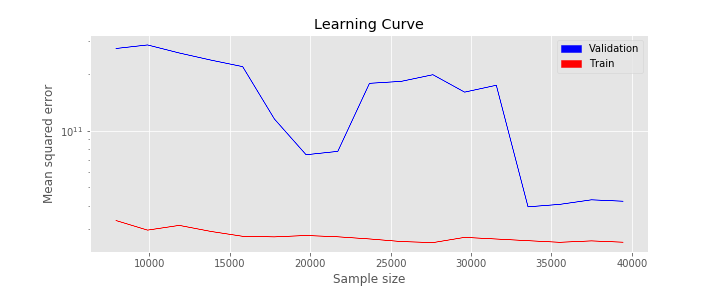 Learning Curve
Validation
Train
Mean squared error
10¹¹
10000 15000 20000 25000 30000 35000 40000
Sample size